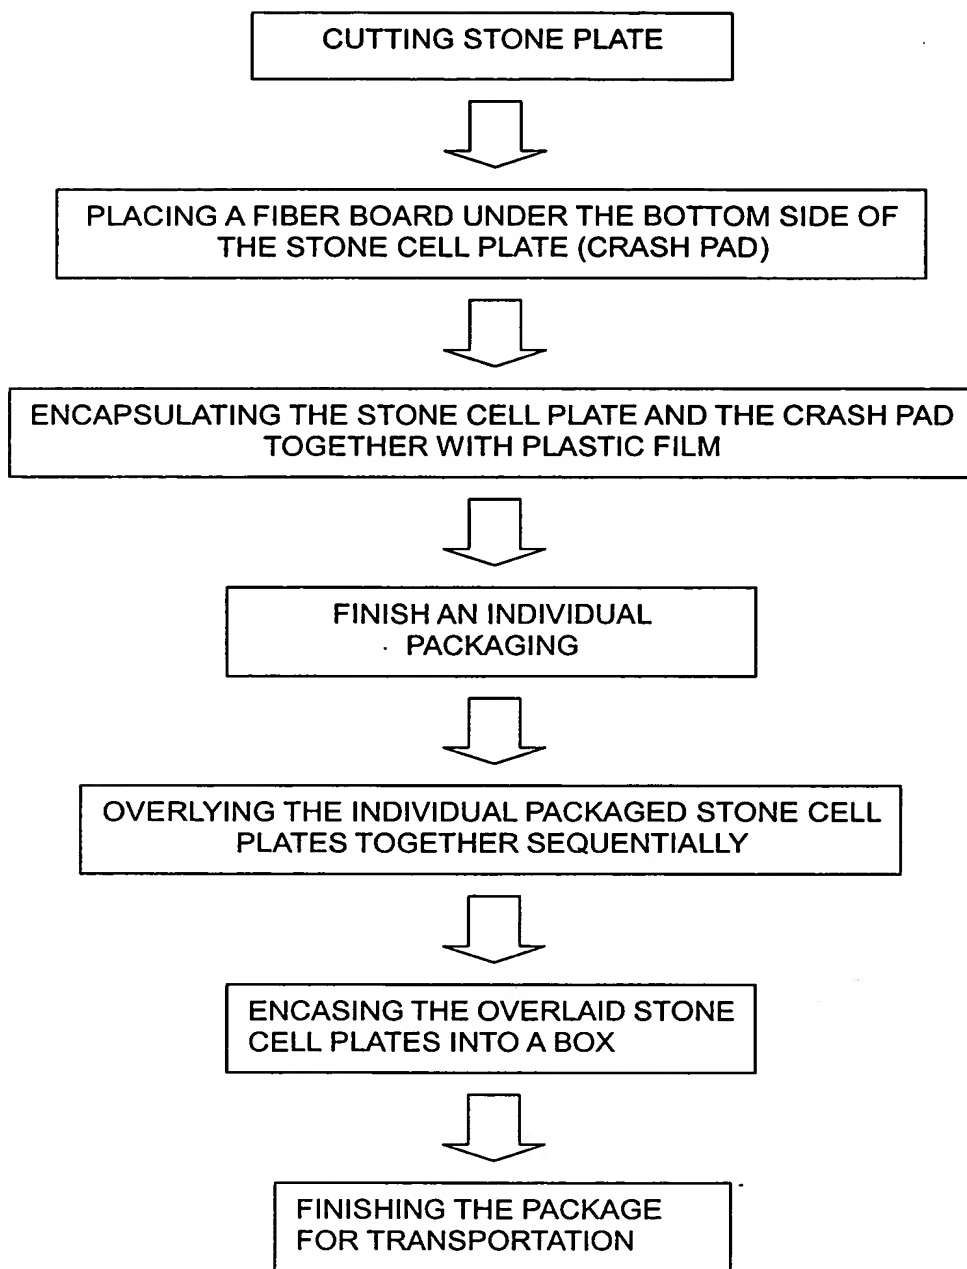 CUTTING STONE PLATE
PLACING A FIBER BOARD UNDER THE BOTTOM SIDE OF
THE STONE CELL PLATE (CRASH PAD)
ENCAPSULATING THE STONE CELL PLATE AND THE CRASH PAD
TOGETHER WITH PLASTIC FILM
FINISH AN INDIVIDUAL
PACKAGING
OVERLYING THE INDIVIDUAL PACKAGED STONE CELL
PLATES TOGETHER SEQUENTIALLY
ENCASING THE OVERLAID STONE
CELL PLATES INTO A BOX
FINISHING THE PACKAGE
FOR TRANSPORTATION